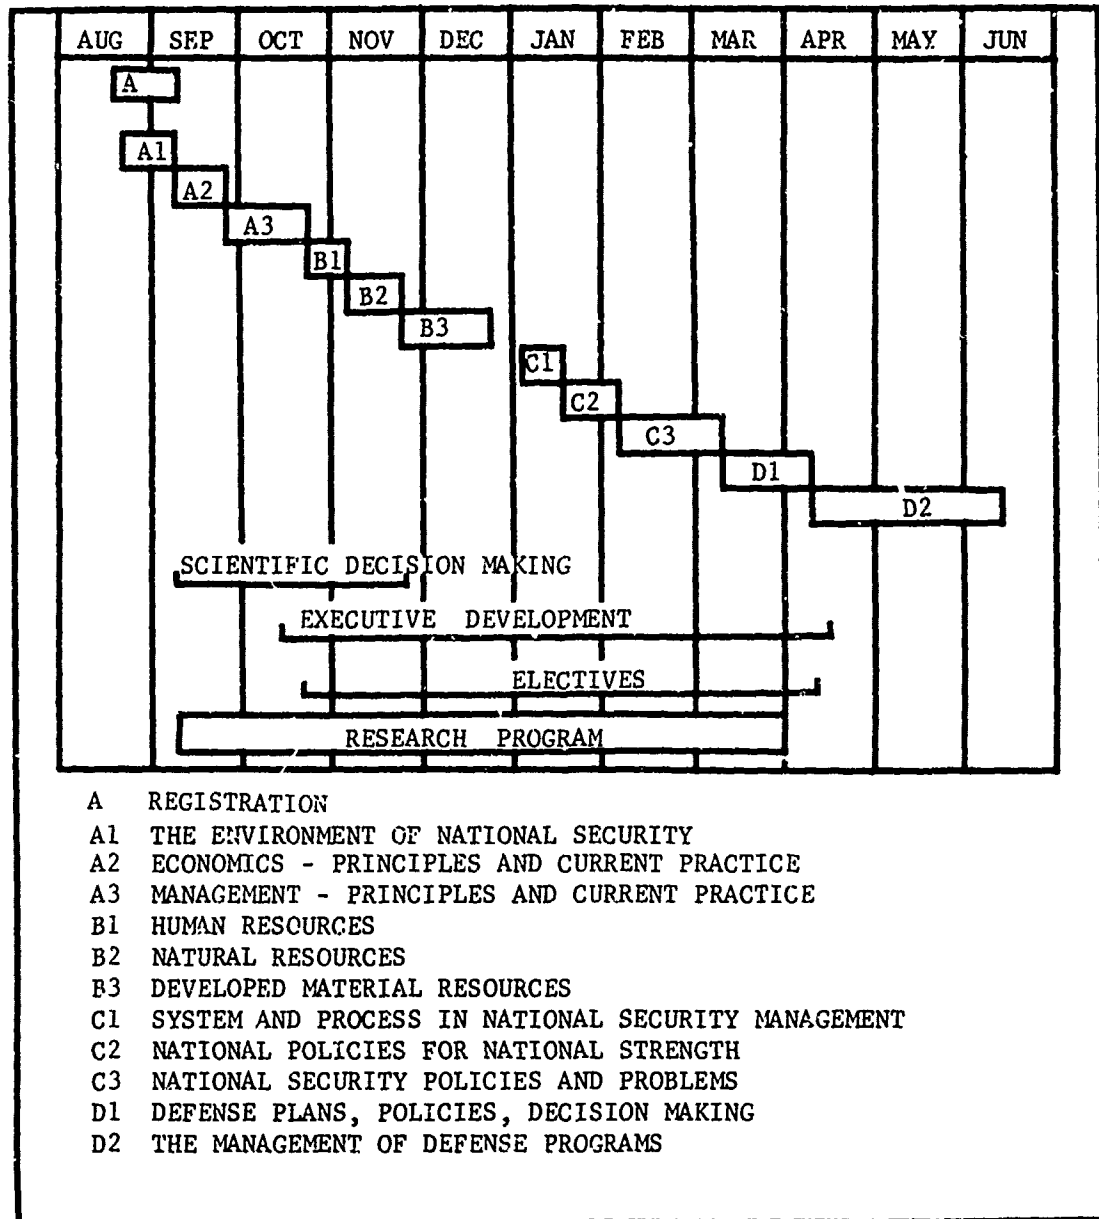 AUG SEP OCT NOV DEC JAN FEB MAR APR MAY JUN
A
A1
A2
A3
B1
B2
B3
C1
C2
C3
D1
D2
SCIENTIFIC DECISION MAKING
EXECUTIVE DEVELOPMENT
ELECTIVES
RESEARCH PROGRAM
A REGISTRATION
A1 THE ENVIRONMENT OF NATIONAL SECURITY
A2 ECONOMICS - PRINCIPLES AND CURRENT PRACTICE
A3 MANAGEMENT - PRINCIPLES AND CURRENT PRACTICE
B1 HUMAN RESOURCES
B2 NATURAL RESOURCES
B3 DEVELOPED MATERIAL RESOURCES
C1 SYSTEM AND PROCESS IN NATIONAL SECURITY MANAGEMENT
C2 NATIONAL POLICIES FOR NATIONAL STRENGTH
C3 NATIONAL SECURITY POLICIES AND PROBLEMS
D1 DEFENSE PLANS, POLICIES, DECISION MAKING
D2 THE MANAGEMENT OF DEFENSE PROGRAMS